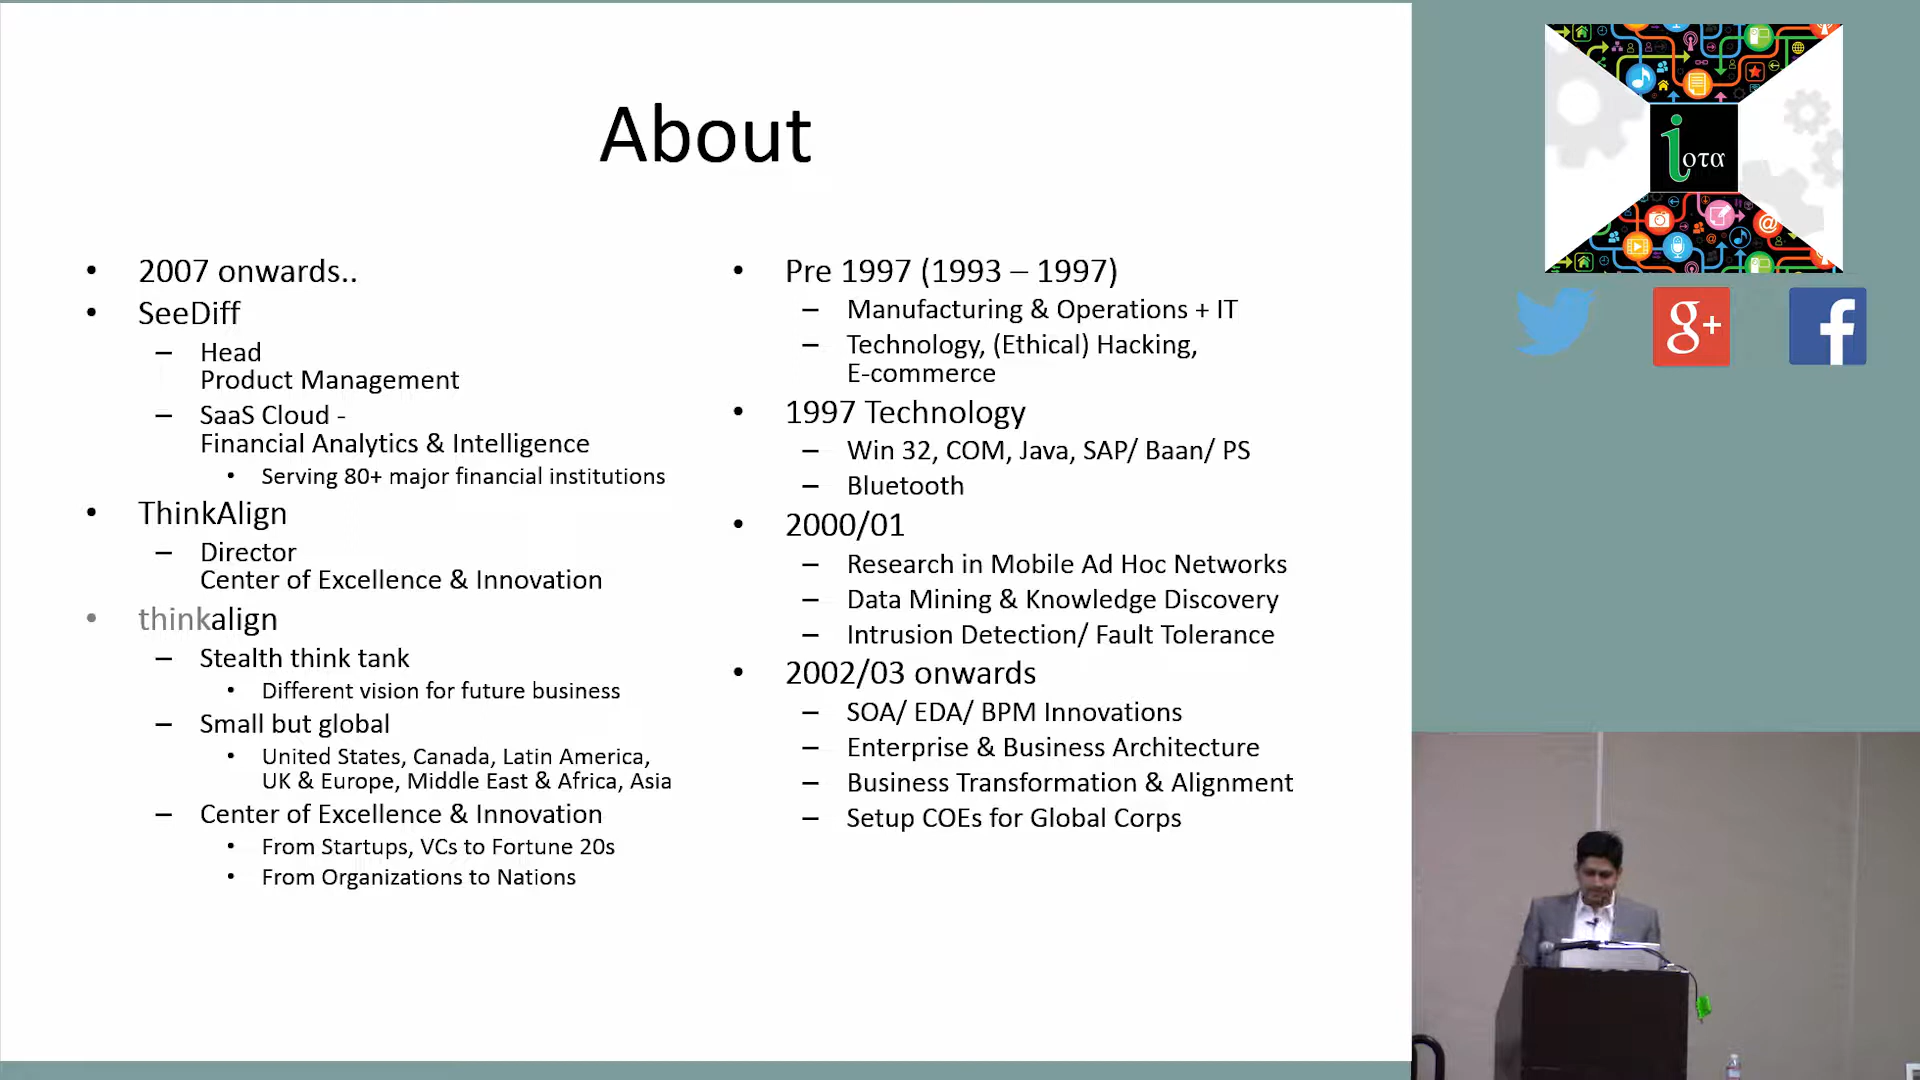 About
2007 onwards..
SeeDiff
Head
Product Management
SaaS Cloud -
Financial Analytics & Intelligence
Serving 80+ major financial institutions
ThinkAlign
Director
Center of Excellence & Innovation
thinkalign
Stealth think tank
Different vision for future business
Small but global
United States, Canada, Latin America,
UK & Europe, Middle East & Africa, Asia
Center of Excellence & Innovation
From Startups, VCs to Fortune 20s
From Organizations to Nations
Pre 1997 (1993 – 1997)
Manufacturing & Operations + IT
Technology, (Ethical) Hacking,
E-commerce
1997 Technology
Win 32, COM, Java, SAP/ Baan/ PS
Bluetooth
2000/01
Research in Mobile Ad Hoc Networks
Data Mining & Knowledge Discovery
Intrusion Detection/ Fault Tolerance
2002/03 onwards
SOA/ EDA/ BPM Innovations
Enterprise & Business Architecture
Business Transformation & Alignment
Setup COEs for Global Corps
iοτα
g+
f